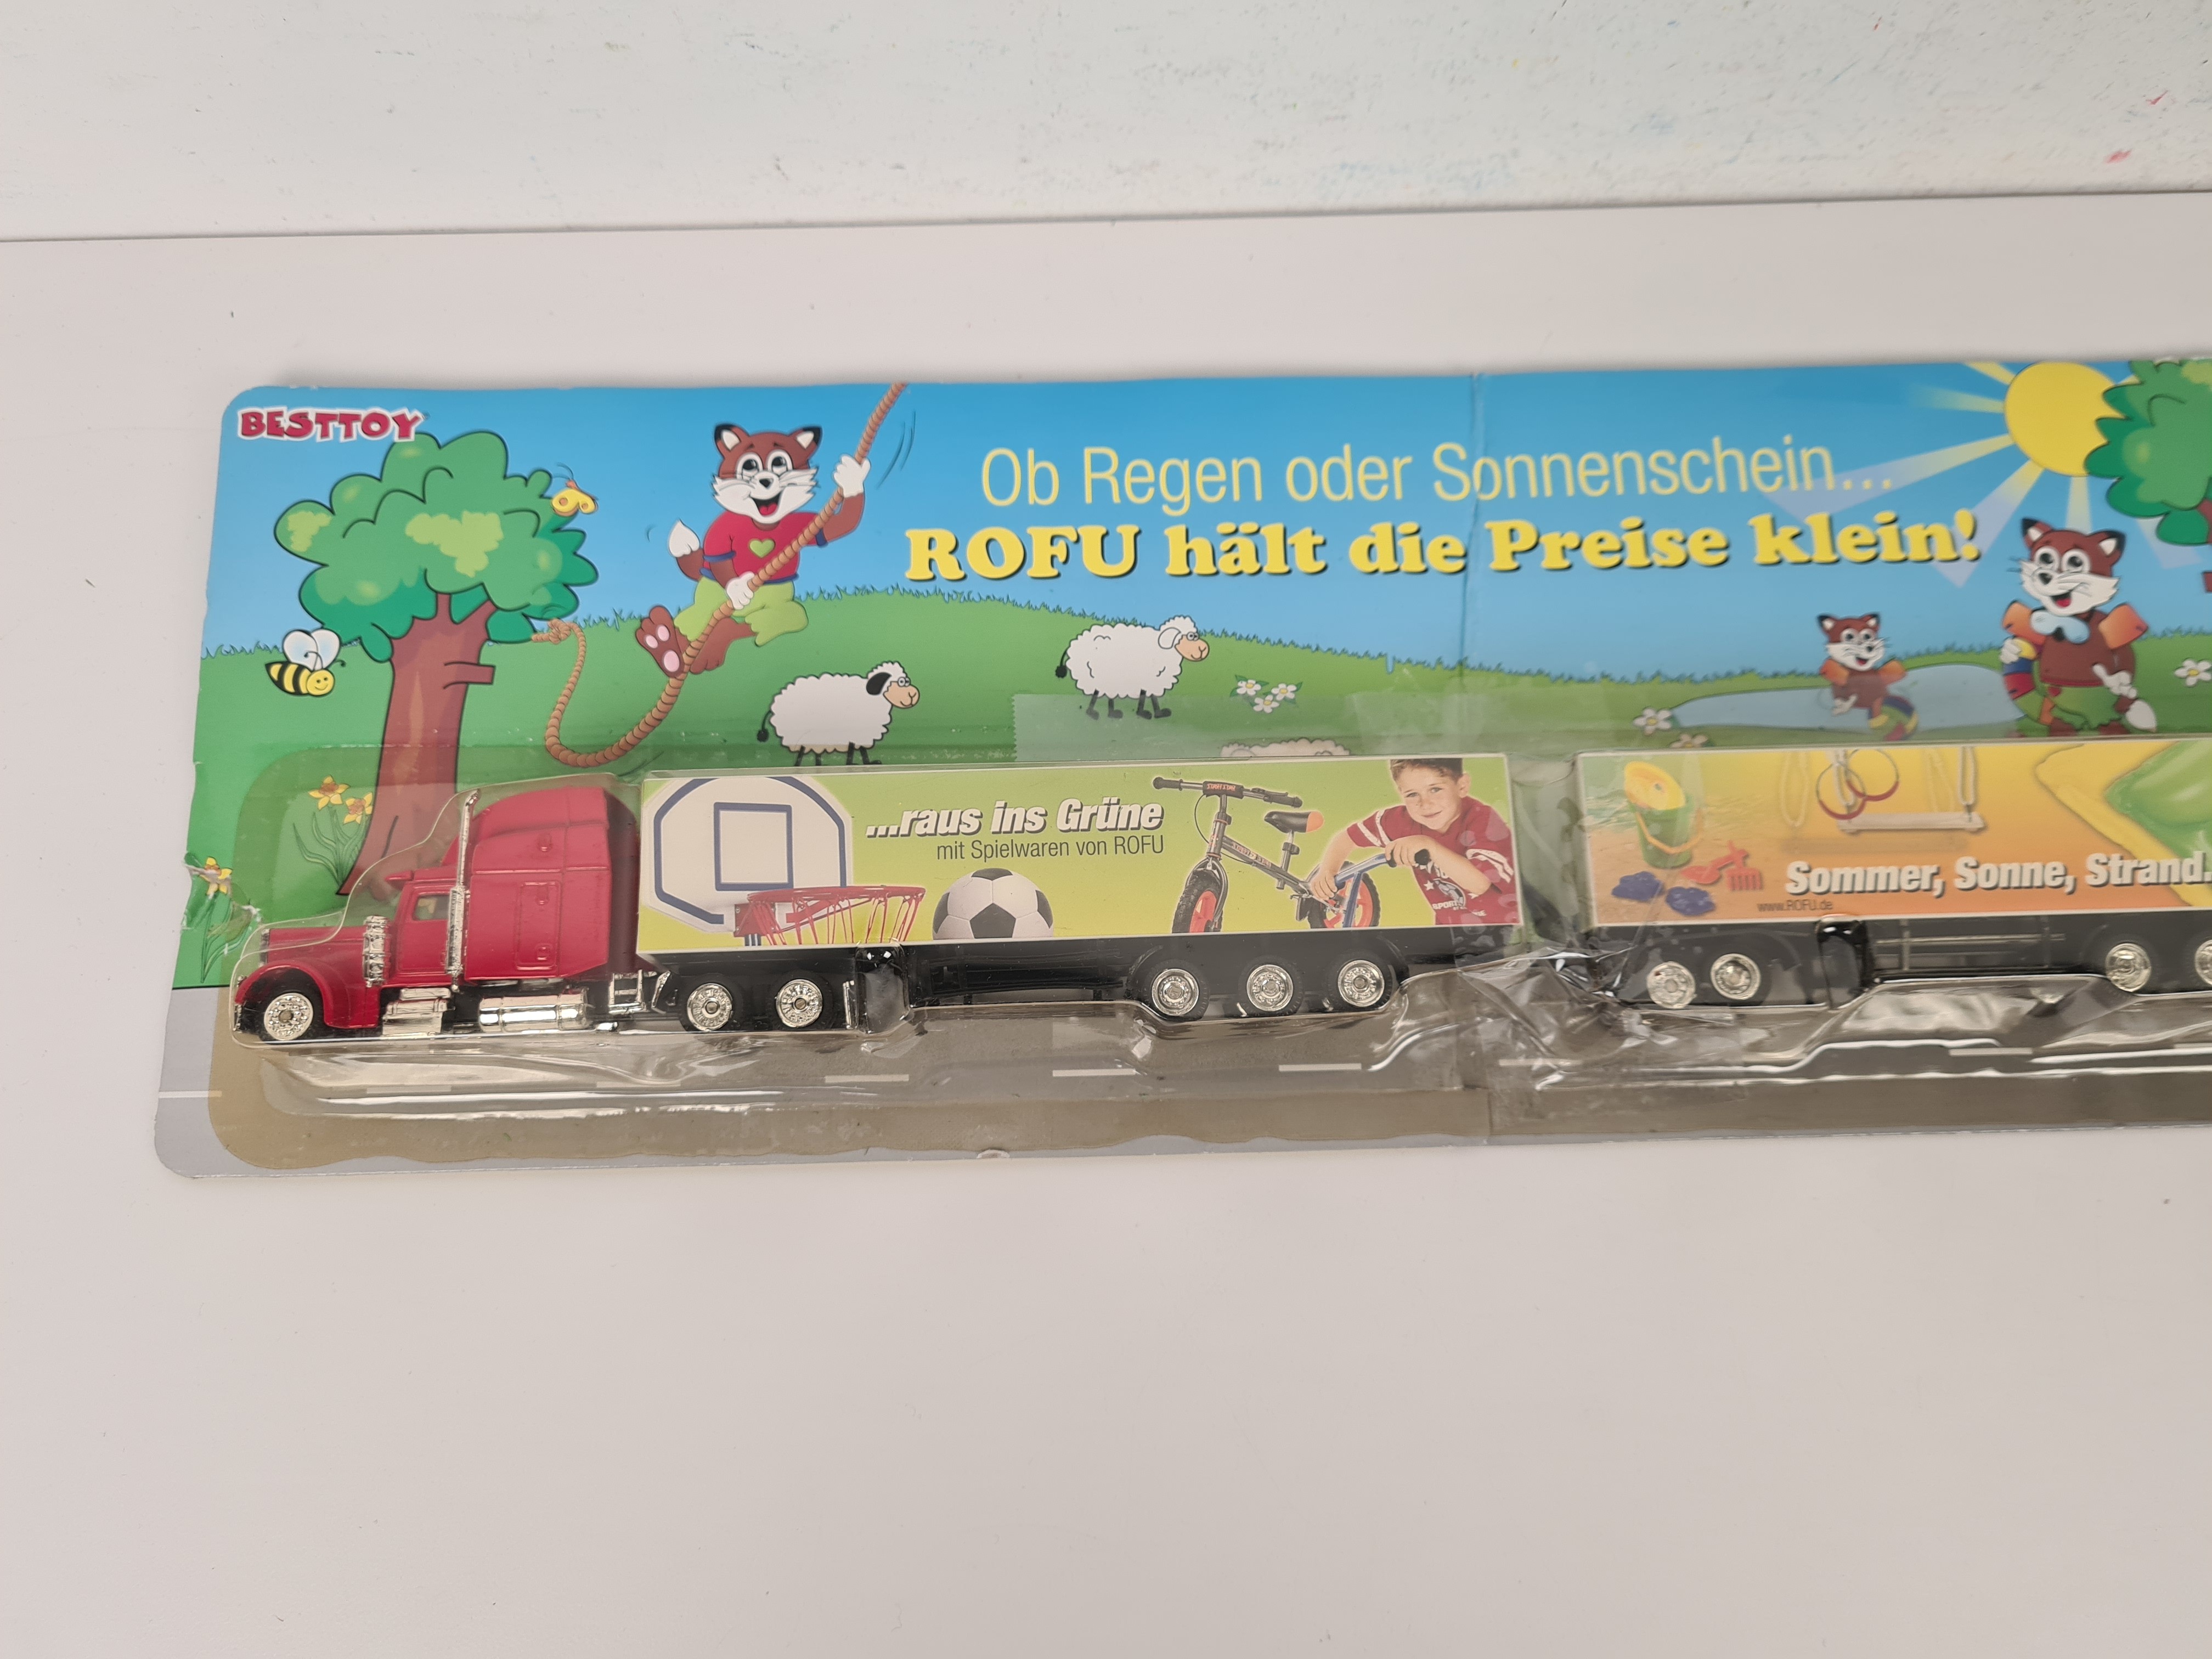 BESTTOY
Ob Regen oder Sonnenschein...
ROFU hält die Preise klein!
...raus ins Grüne
mit Spielwaren von ROFU
Sommer, Sonne, Strand.
www.ROFU.de